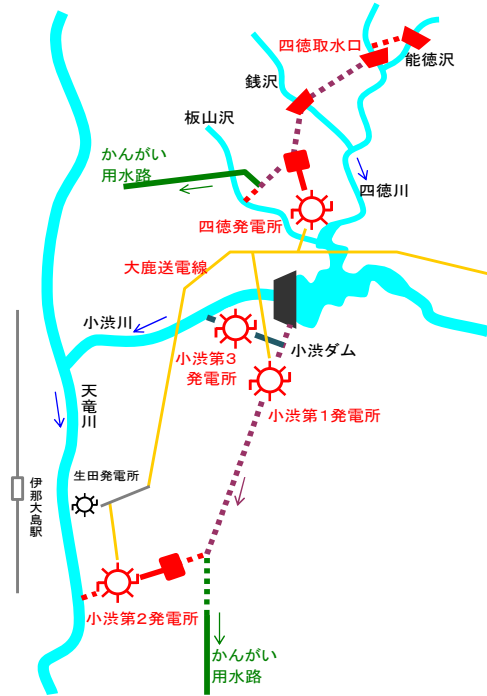 四徳取水口
能徳沢
銭沢
板山沢
かんがい
用水路
四徳川
四徳発電所
大鹿送電線
小渋川
小渋ダム
小渋第3
発電所
小渋第1発電所
天竜川
生田発電所
伊那大島駅
小渋第2発電所
かんがい
用水路